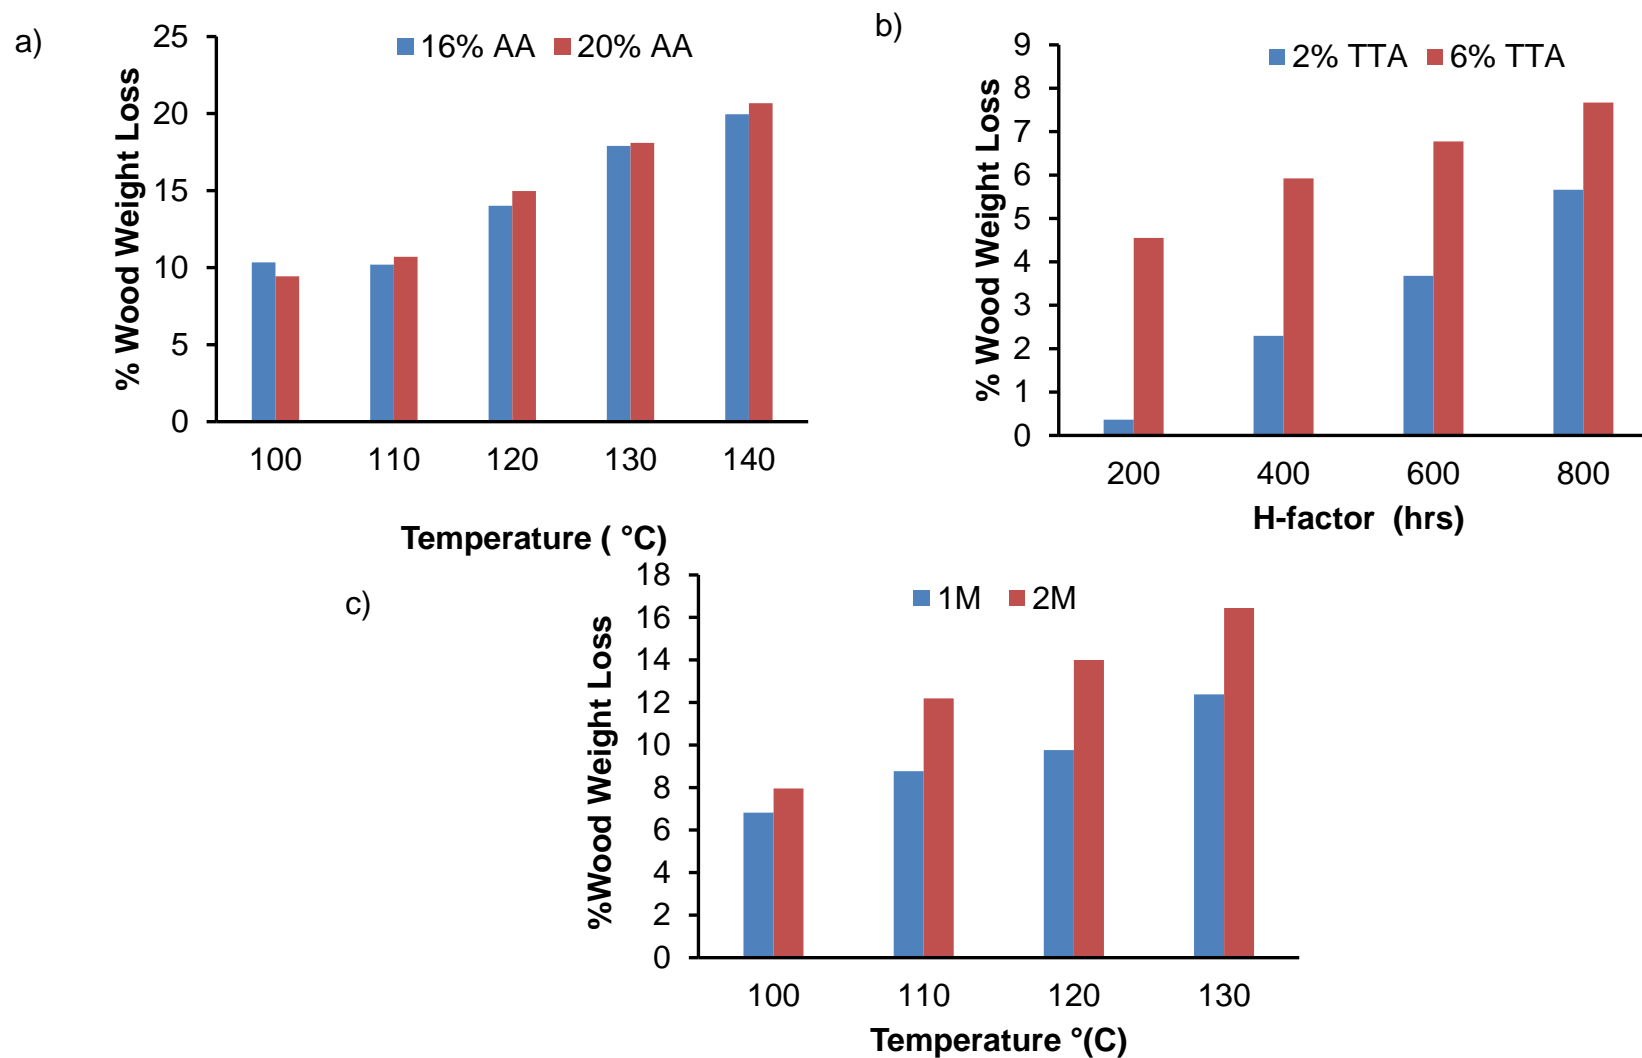 a)
16% AA 20% AA
% Wood Weight Loss
25
20
15
10
5
0
100 110 120 130 140
Temperature ( °C)
b)
2% TTA 6% TTA
% Wood Weight Loss
9
8
7
6
5
4
3
2
1
0
200 400 600 800
H-factor (hrs)
c)
1M 2M
%Wood Weight Loss
18
16
14
12
10
8
6
4
2
0
100 110 120 130
Temperature °(C)